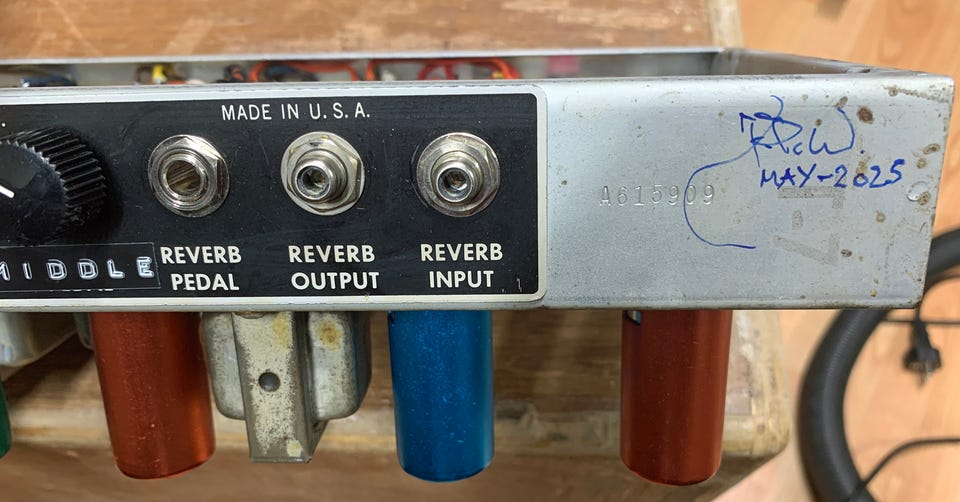 MADE IN U.S.A.
MIDDLE
REVERB
PEDAL
REVERB
OUTPUT
REVERB
INPUT
A615909
MAY-2025